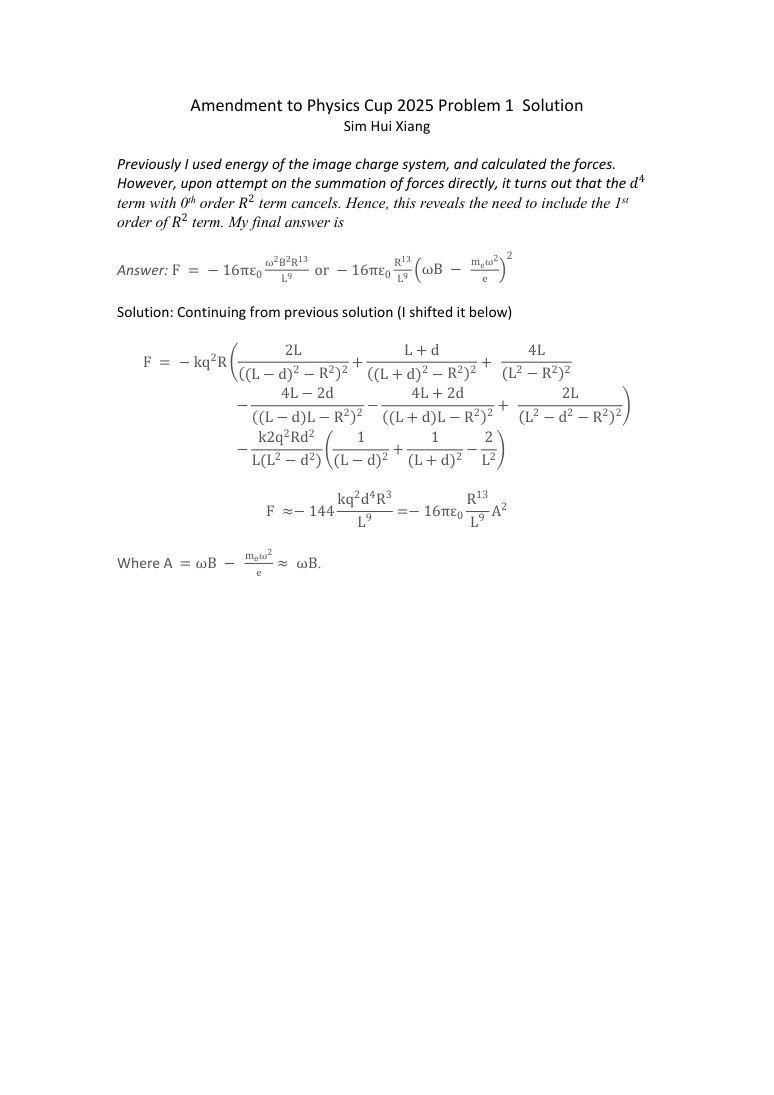 Amendment to Physics Cup 2025 Problem 1 Solution
Sim Hui Xiang
Previously I used energy of the image charge system, and calculated the forces.
However, upon attempt on the summation of forces directly, it turns out that the d⁴
term with 0ᵗʰ order R² term cancels. Hence, this reveals the need to include the 1ˢᵗ
order of R² term. My final answer is
Answer: F = − 16πε₀ ω²B²R¹³/L⁹ or − 16πε₀ R¹³/L⁹ (ωB − mₑω²/e)²
Solution: Continuing from previous solution (I shifted it below)
F = − kq²R( 2L/((L − d)² − R²)² + L + d/((L + d)² − R²)² + 4L/(L² − R²)²
− 4L − 2d/((L − d)L − R²)² − 4L + 2d/((L + d)L − R²)² + 2L/(L² − d² − R²)² )
− k2q²Rd²/L(L² − d²) ( 1/(L − d)² + 1/(L + d)² − 2/L² )
F ≈− 144 kq²d⁴R³/L⁹ =− 16πε₀ R¹³/L⁹ A²
Where A = ωB − mₑω²/e ≈ ωB.